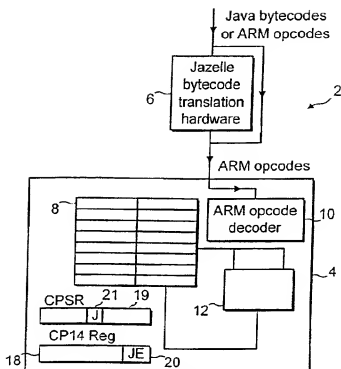 Java bytecodes
or ARM opcodes
Jazelle
bytecode
translation
hardware
6
2
ARM opcodes
8
ARM opcode
decoder
10
4
12
21 19
CPSR
J
CP14 Reg
18
JE
20